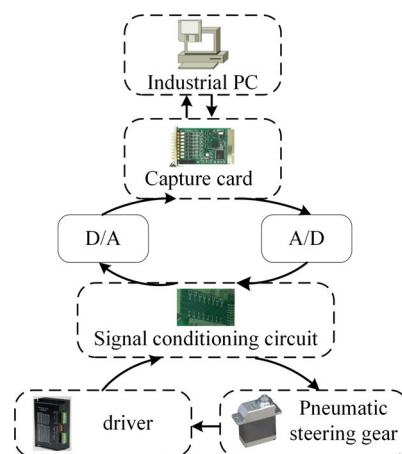 Industrial PC
Capture card
D/A
A/D
Signal conditioning circuit
driver
Pneumatic
steering gear